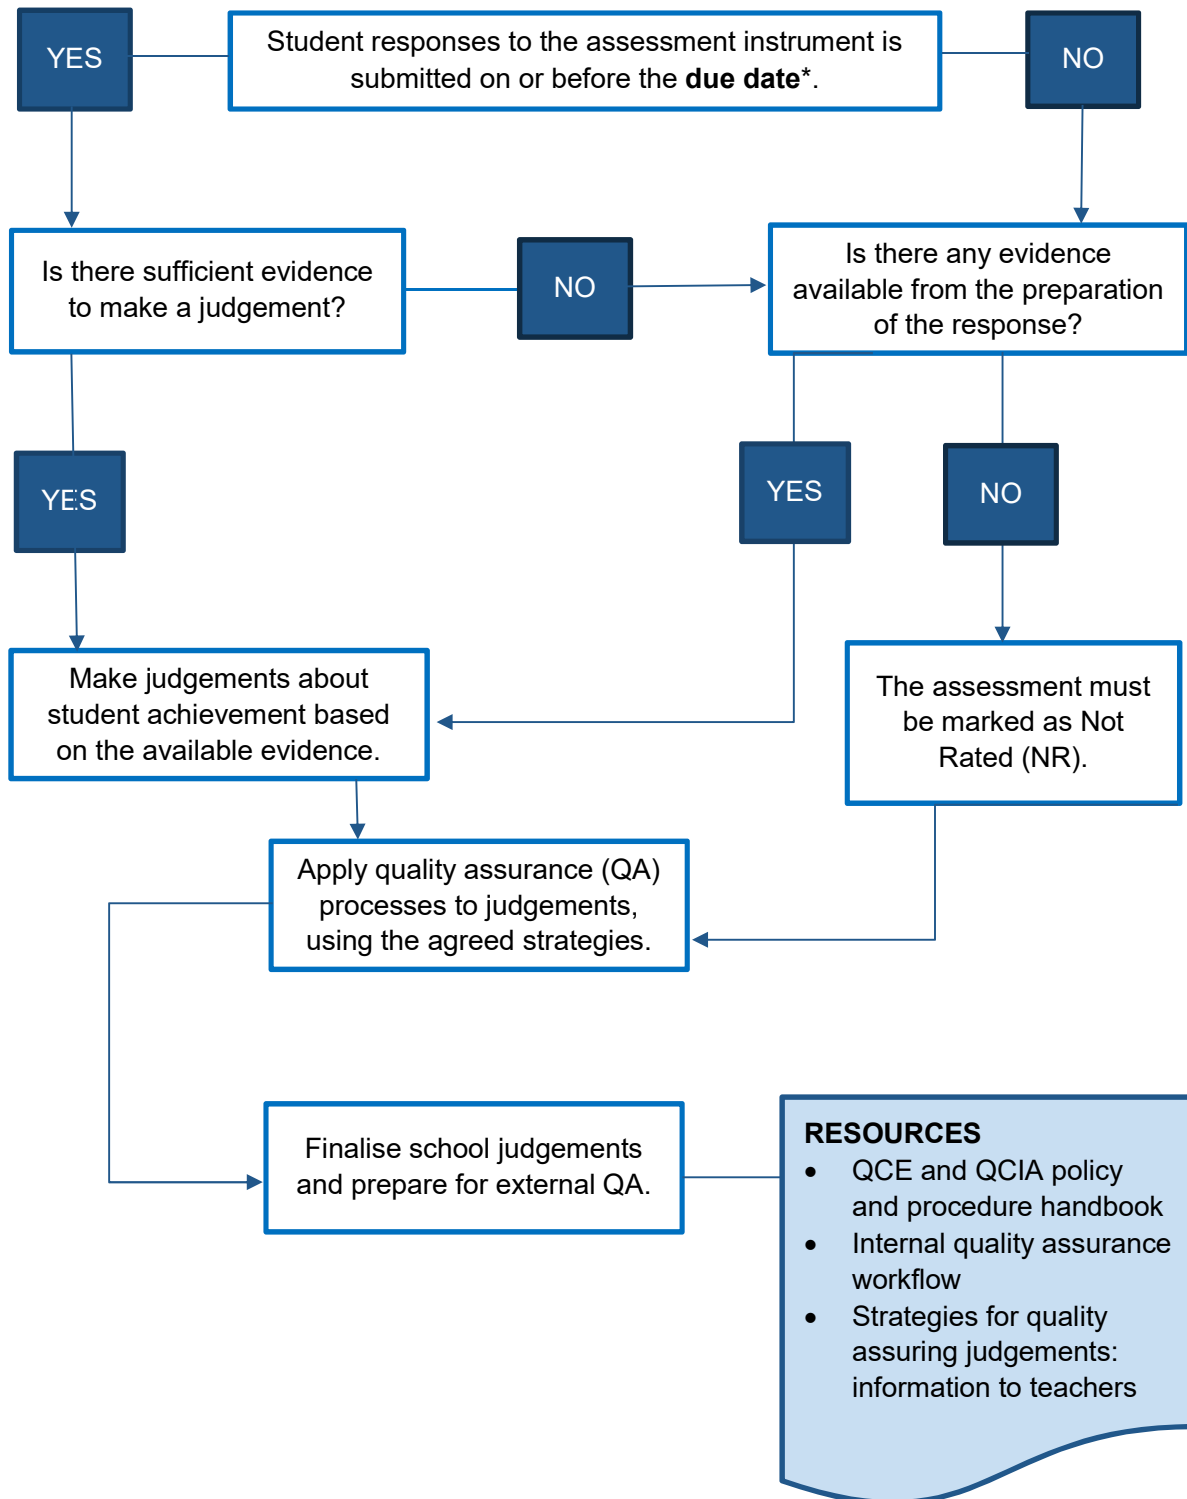 YES
Student responses to the assessment instrument is
submitted on or before the due date*.
NO
Is there sufficient evidence
to make a judgement?
NO
Is there any evidence
available from the preparation
of the response?
YES
YES
NO
Make judgements about
student achievement based
on the available evidence.
The assessment must
be marked as Not
Rated (NR).
Apply quality assurance (QA)
processes to judgements,
using the agreed strategies.
Finalise school judgements
and prepare for external QA.
RESOURCES
• QCE and QCIA policy
and procedure handbook
• Internal quality assurance
workflow
• Strategies for quality
assuring judgements:
information to teachers